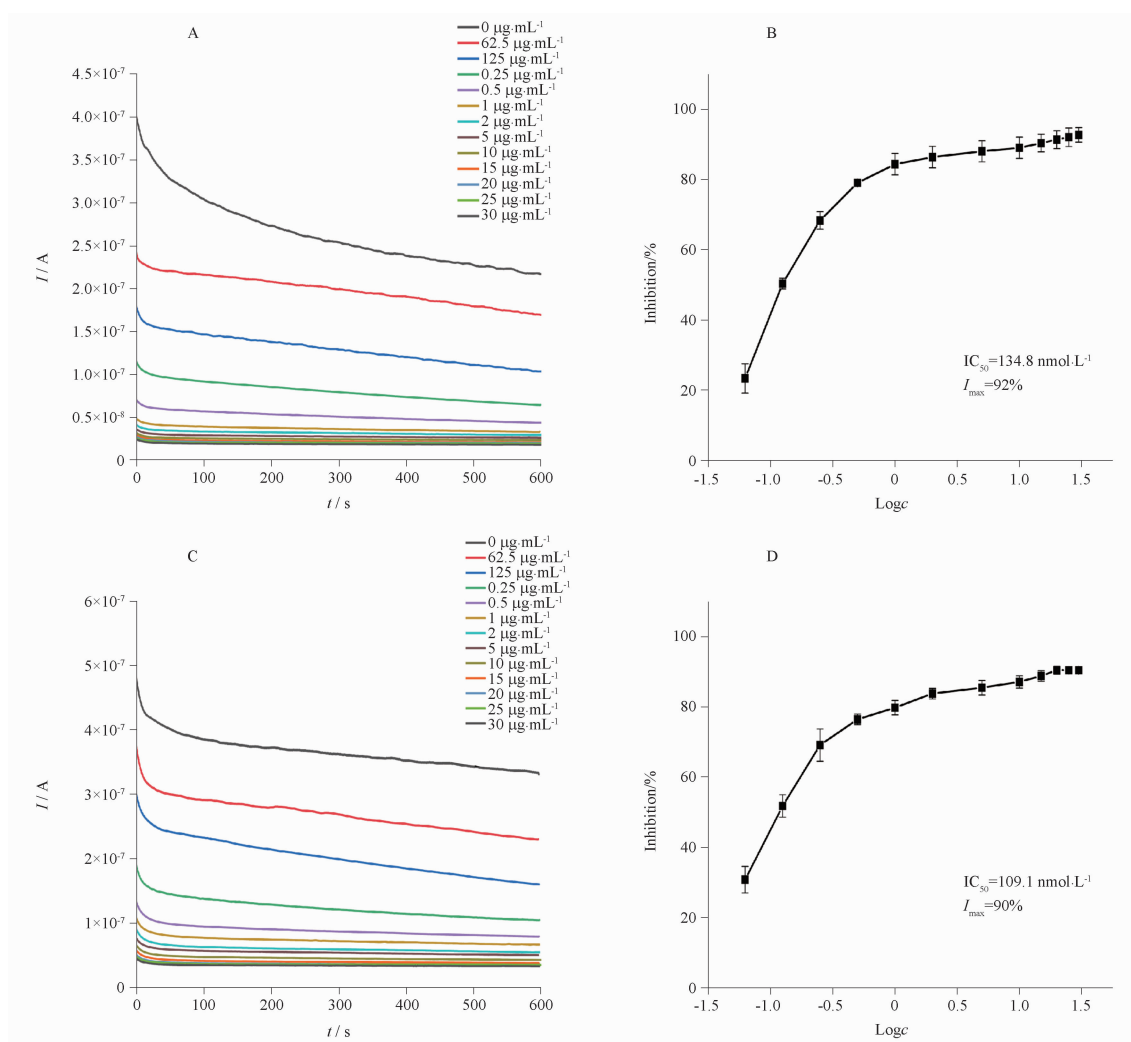 A
0 μg·mL⁻¹
62.5 μg·mL⁻¹
125 μg·mL⁻¹
0.25 μg·mL⁻¹
0.5 μg·mL⁻¹
1 μg·mL⁻¹
2 μg·mL⁻¹
5 μg·mL⁻¹
10 μg·mL⁻¹
15 μg·mL⁻¹
20 μg·mL⁻¹
25 μg·mL⁻¹
30 μg·mL⁻¹
4.5×10⁻⁷
4.0×10⁻⁷
3.5×10⁻⁷
3.0×10⁻⁷
2.5×10⁻⁷
2.0×10⁻⁷
1.5×10⁻⁷
1.0×10⁻⁷
0.5×10⁻⁸
0
I / A
0 100 200 300 400 500 600
t / s
B
100
80
60
40
20
0
Inhibition/%
IC₅₀=134.8 nmol·L⁻¹
Iₘₐₓ=92%
-1.5 -1.0 -0.5 0 0.5 1.0 1.5
Logc
C
0 μg·mL⁻¹
62.5 μg·mL⁻¹
125 μg·mL⁻¹
0.25 μg·mL⁻¹
0.5 μg·mL⁻¹
1 μg·mL⁻¹
2 μg·mL⁻¹
5 μg·mL⁻¹
10 μg·mL⁻¹
15 μg·mL⁻¹
20 μg·mL⁻¹
25 μg·mL⁻¹
30 μg·mL⁻¹
6×10⁻⁷
5×10⁻⁷
4×10⁻⁷
3×10⁻⁷
2×10⁻⁷
1×10⁻⁷
0
I / A
0 100 200 300 400 500 600
t / s
D
100
80
60
40
20
0
Inhibition/%
IC₅₀=109.1 nmol·L⁻¹
Iₘₐₓ=90%
-1.5 -1.0 -0.5 0 0.5 1.0 1.5
Logc